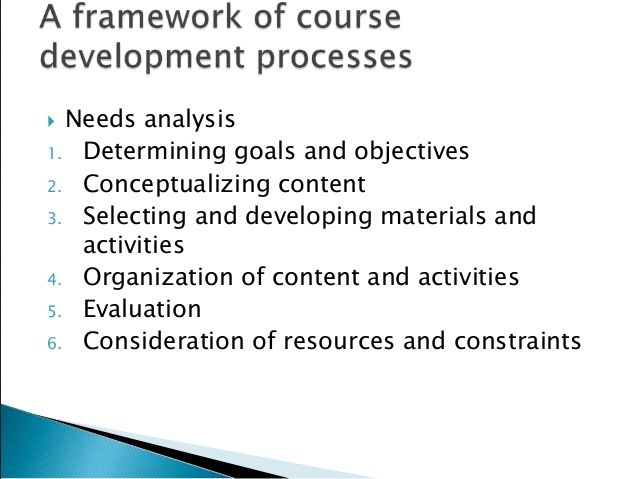 A framework of course
development processes
Needs analysis
1. Determining goals and objectives
2. Conceptualizing content
3. Selecting and developing materials and
activities
4. Organization of content and activities
5. Evaluation
6. Consideration of resources and constraints